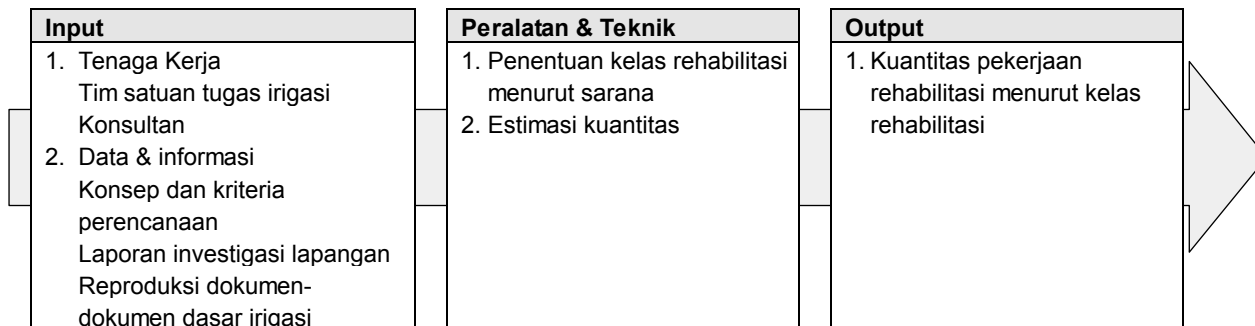 Input
1. Tenaga Kerja
Tim satuan tugas irigasi
Konsultan
2. Data & informasi
Konsep dan kriteria
perencanaan
Laporan investigasi lapangan
Reproduksi dokumen-
dokumen dasar irigasi
Peralatan & Teknik
1. Penentuan kelas rehabilitasi
menurut sarana
2. Estimasi kuantitas
Output
1. Kuantitas pekerjaan
rehabilitasi menurut kelas
rehabilitasi